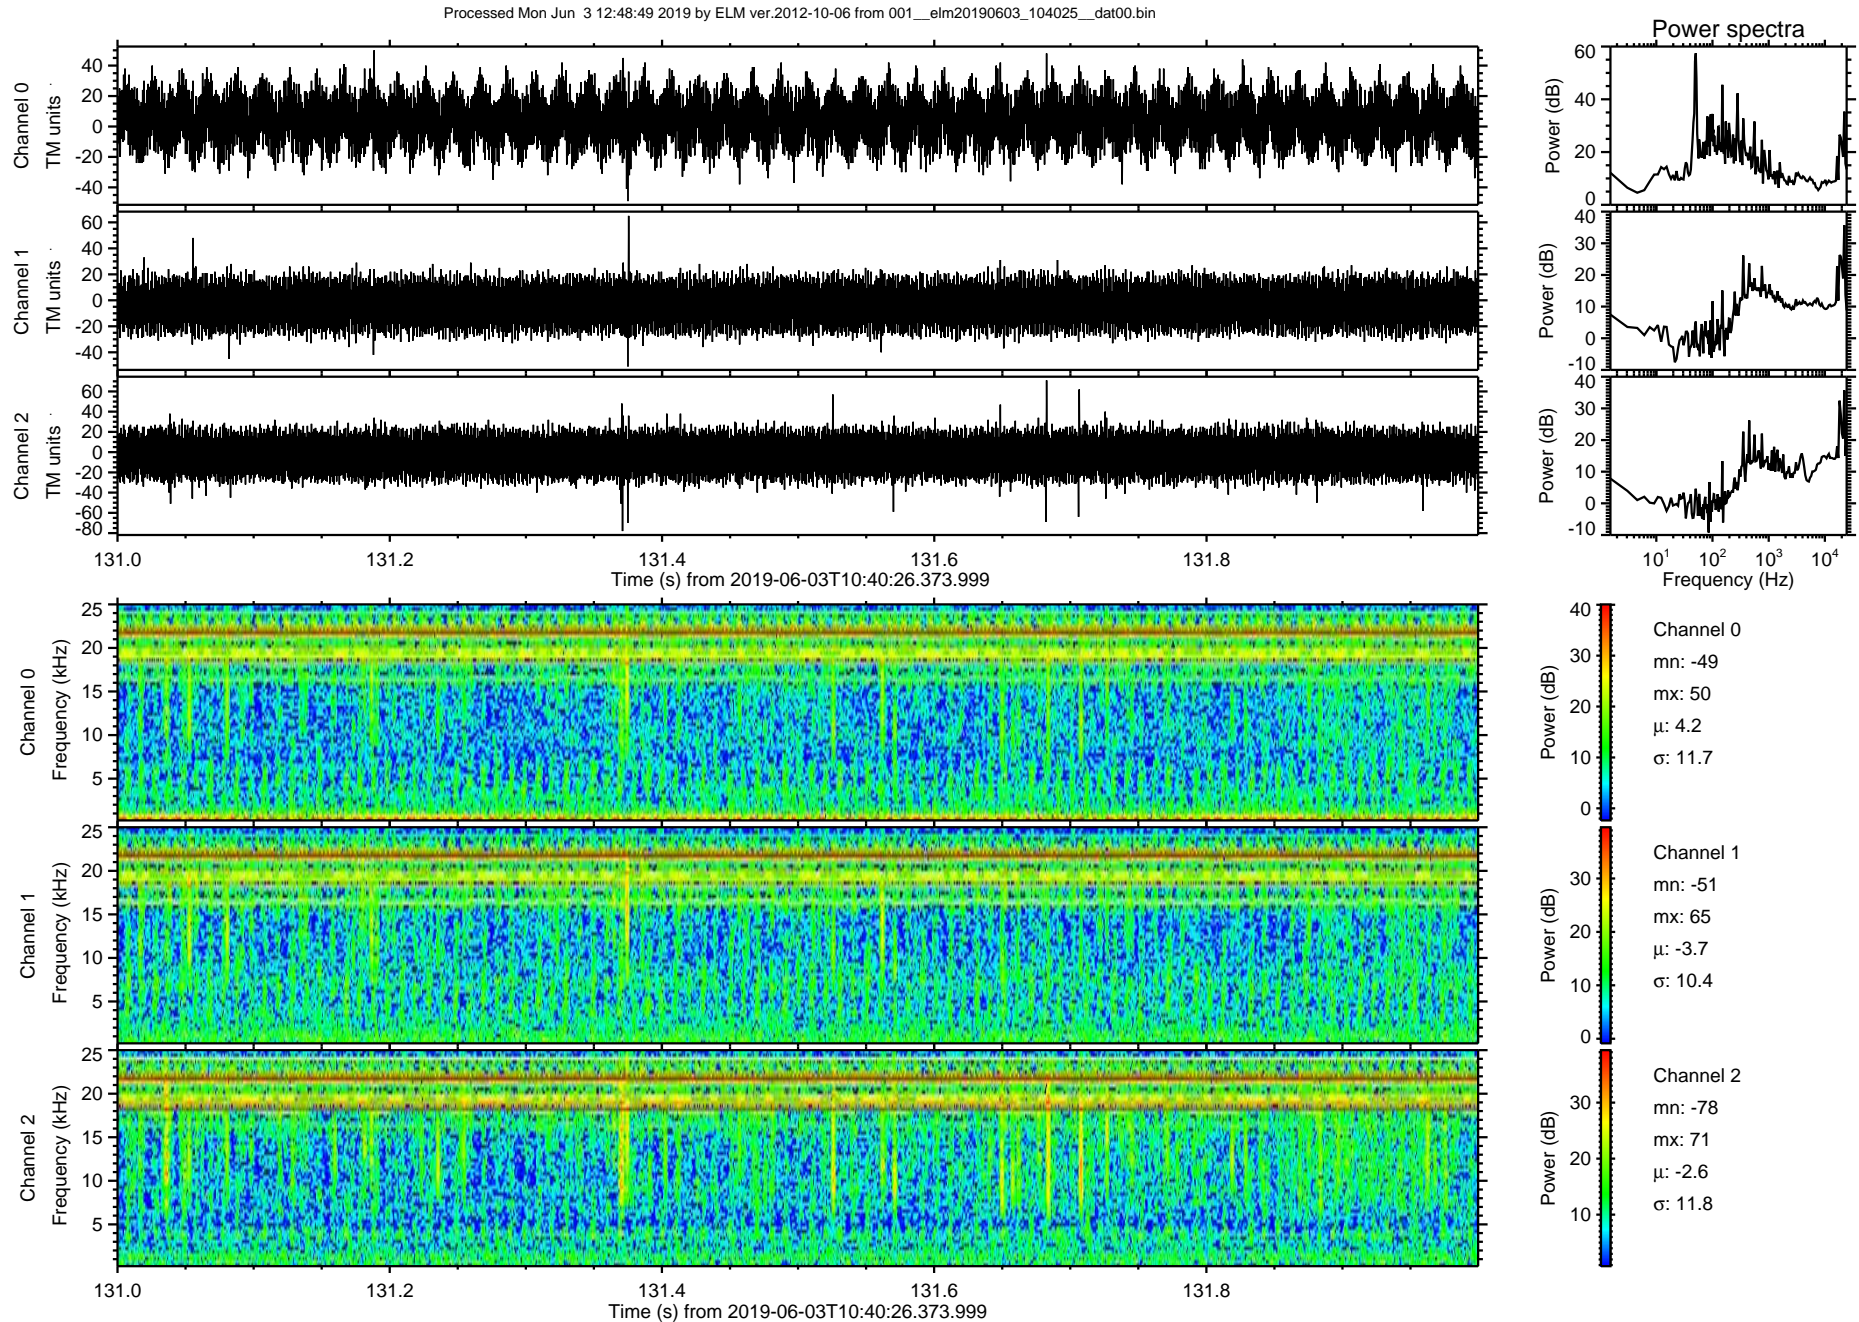 Processed Mon Jun  3 12:48:49 2019 by ELM ver.2012-10-06 from 001__elm20190603_104025__dat00.bin
Power spectra
Channel 0
TM units
40
20
0
-20
-40
Power (dB)
60
40
20
0
Channel 1
TM units
60
40
20
0
-20
-40
Power (dB)
40
30
20
10
0
-10
Channel 2
TM units
60
40
20
0
-20
-40
-60
-80
Power (dB)
40
30
20
10
0
-10
131.0 131.2 131.4 131.6 131.8
Time (s) from 2019-06-03T10:40:26.373.999
10¹ 10² 10³ 10⁴
Frequency (Hz)
Channel 0
Frequency (kHz)
25
20
15
10
5
Power (dB)
40
30
20
10
0
Channel 0
mn: -49
mx: 50
µ: 4.2
σ: 11.7
Channel 1
Frequency (kHz)
25
20
15
10
5
Power (dB)
30
20
10
0
Channel 1
mn: -51
mx: 65
µ: -3.7
σ: 10.4
Channel 2
Frequency (kHz)
25
20
15
10
5
Power (dB)
30
20
10
Channel 2
mn: -78
mx: 71
µ: -2.6
σ: 11.8
131.0 131.2 131.4 131.6 131.8
Time (s) from 2019-06-03T10:40:26.373.999